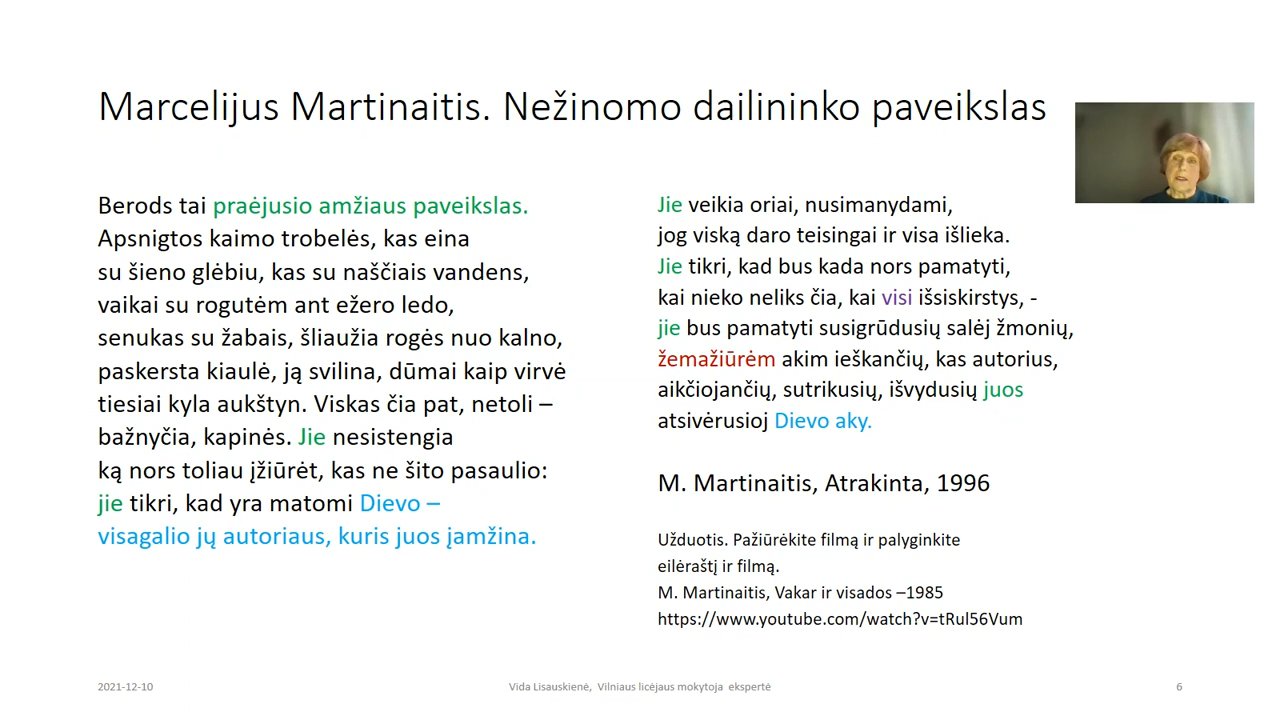 Marcelijus Martinaitis. Nežinomo dailininko paveikslas
Berods tai praėjusio amžiaus paveikslas.
Apsnigtos kaimo trobelės, kas eina
su šieno glėbiu, kas su naščiais vandens,
vaikai su rogutėm ant ežero ledo,
senukas su žabais, šliaužia rogės nuo kalno,
paskersta kiaulė, ją svilina, dūmai kaip virvė
tiesiai kyla aukštyn. Viskas čia pat, netoli –
bažnyčia, kapinės. Jie nesistengia
ką nors toliau įžiūrėt, kas ne šito pasaulio:
jie tikri, kad yra matomi Dievo –
visagalio jų autoriaus, kuris juos įamžina.
Jie veikia oriai, nusimanydami,
jog viską daro teisingai ir visa išlieka.
Jie tikri, kad bus kada nors pamatyti,
kai nieko neliks čia, kai visi išsiskirstys, -
jie bus pamatyti susigrūdusių salėj žmonių,
žemažiūrėm akim ieškančių, kas autorius,
aikčiojančių, sutrikusių, išvydusių juos
atsivėrusioj Dievo aky.
M. Martinaitis, Atrakinta, 1996
Užduotis. Pažiūrėkite filmą ir palyginkite
eilėraštį ir filmą.
M. Martinaitis, Vakar ir visados –1985
https://www.youtube.com/watch?v=tRul56Vum
2021-12-10
Vida Lisauskienė, Vilniaus licėjaus mokytoja ekspertė
6